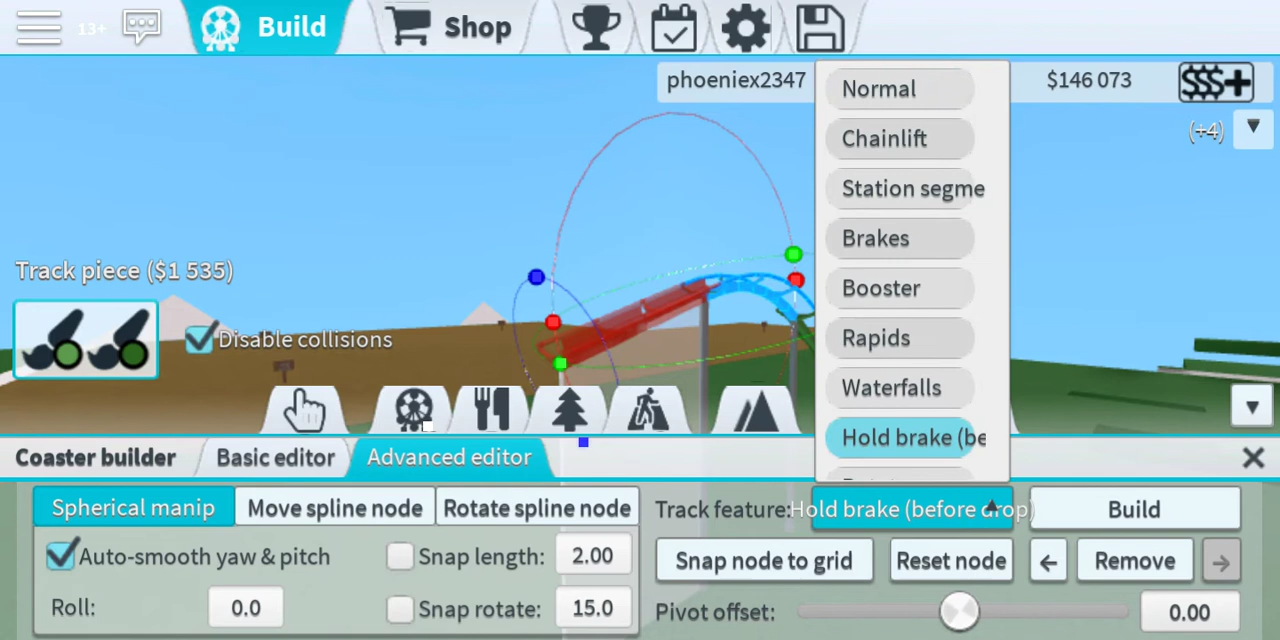 13+
Build
Shop
phoeniex2347
$146 073
$$$+
(+4)
Normal
Chainlift
Station segme
Brakes
Booster
Rapids
Waterfalls
Hold brake (be
Track piece ($1 535)
Disable collisions
Coaster builder
Basic editor
Advanced editor
Spherical manip
Move spline node
Rotate spline node
Track feature:
Hold brake (before drop)
Build
Auto-smooth yaw & pitch
Snap length:
2.00
Snap node to grid
Reset node
Remove
Roll:
0.0
Snap rotate:
15.0
Pivot offset:
0.00